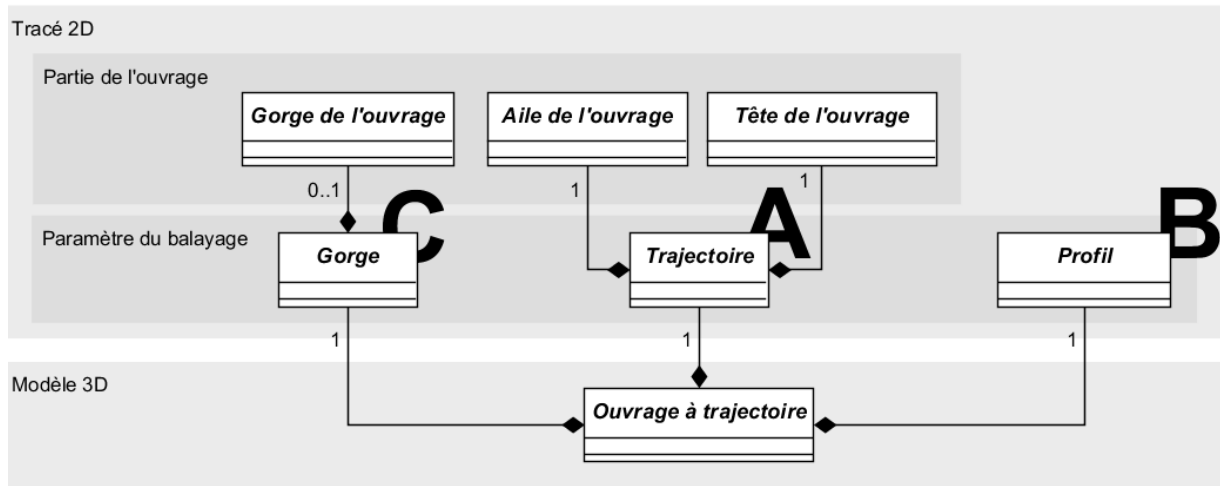 Tracé 2D
Partie de l'ouvrage
Gorge de l'ouvrage
Aile de l'ouvrage
Tête de l'ouvrage
0..1
1
1
C
A
B
Paramètre du balayage
Gorge
Trajectoire
Profil
1
1
1
Modèle 3D
Ouvrage à trajectoire